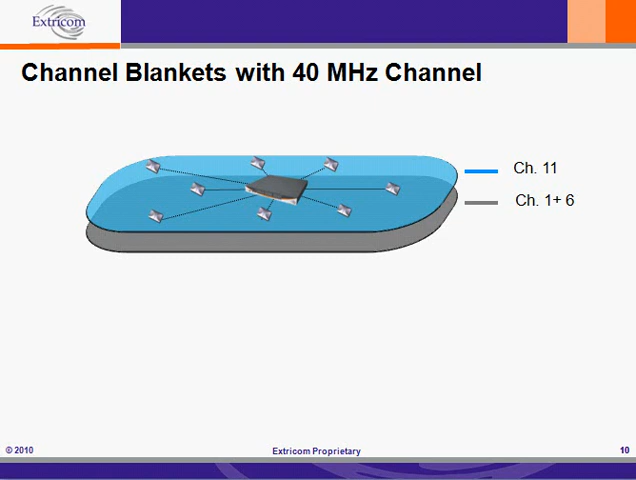 Extricom
Channel Blankets with 40 MHz Channel
Ch. 11
Ch. 1+ 6
© 2010
Extricom Proprietary
10